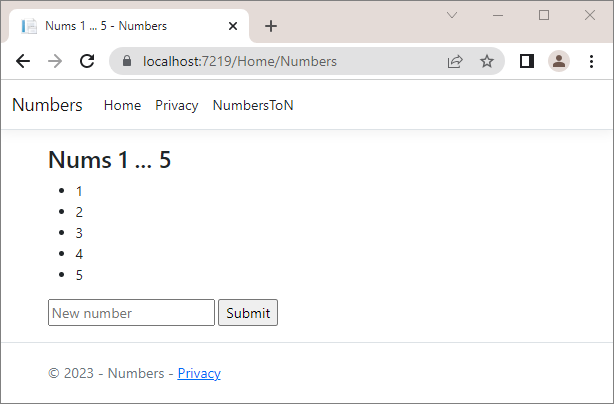 Nums 1 ... 5 - Numbers
localhost:7219/Home/Numbers
Numbers Home Privacy NumbersToN
Nums 1 ... 5
1
2
3
4
5
New number Submit
© 2023 - Numbers - Privacy